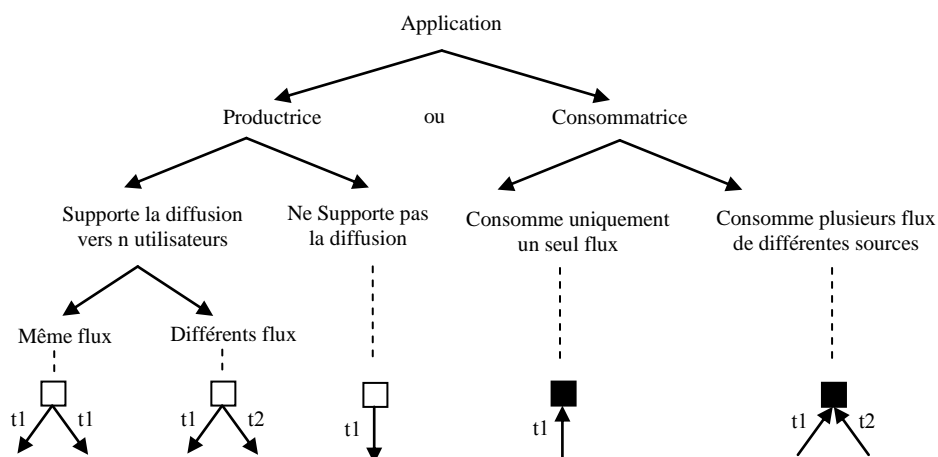 Application
Productrice ou Consommatrice
Supporte la diffusion
vers n utilisateurs
Ne Supporte pas
la diffusion
Consomme uniquement
un seul flux
Consomme plusieurs flux
de différentes sources
Même flux
Différents flux
t1 t1
t1 t2
t1
t1
t1 t2